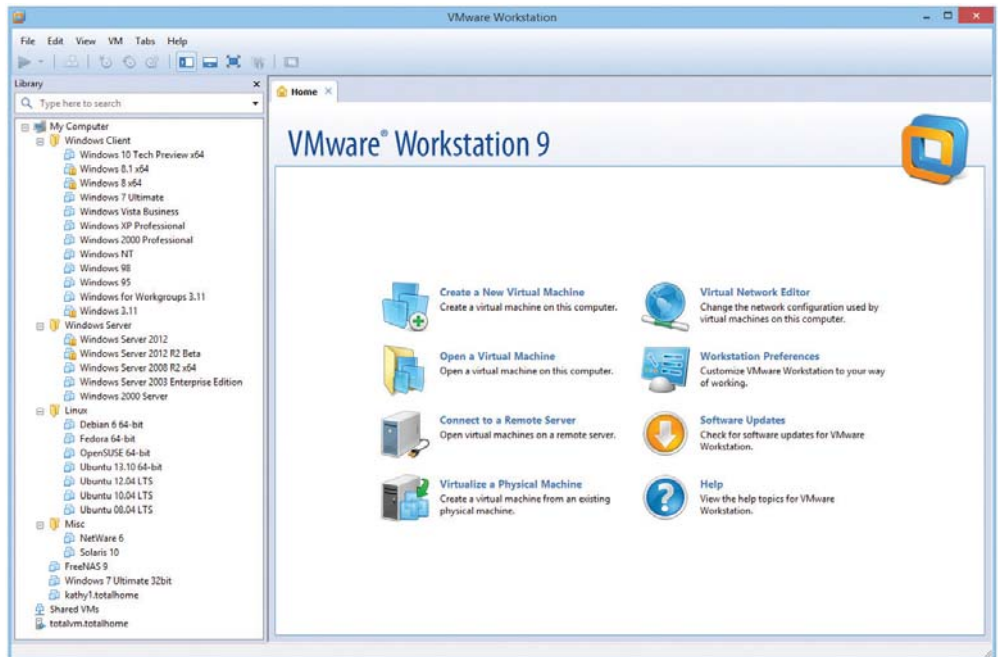 VMware Workstation
File Edit View VM Tabs Help
Library
Type here to search
My Computer
Windows Client
Windows 10 Tech Preview x64
Windows 8.1 x64
Windows 8 x64
Windows 7 Ultimate
Windows Vista Business
Windows XP Professional
Windows 2000 Professional
Windows NT
Windows 98
Windows 95
Windows for Workgroups 3.11
Windows 3.11
Windows Server
Windows Server 2012
Windows Server 2012 R2 Beta
Windows Server 2008 R2 x64
Windows Server 2003 Enterprise Edition
Windows 2000 Server
Linux
Debian 6 64-bit
Fedora 64-bit
OpenSUSE 64-bit
Ubuntu 13.10 64-bit
Ubuntu 12.04 LTS
Ubuntu 10.04 LTS
Ubuntu 08.04 LTS
Misc
NetWare 6
Solaris 10
FreeNAS 9
Windows 7 Ultimate 32bit
kathy1.totalhome
Shared VMs
totalvm.totalhome
Home
VMware® Workstation 9
Create a New Virtual Machine
Create a virtual machine on this computer.
Open a Virtual Machine
Open a virtual machine on this computer.
Connect to a Remote Server
Open virtual machines on a remote server.
Virtualize a Physical Machine
Create a virtual machine from an existing
physical machine.
Virtual Network Editor
Change the network configuration used by
virtual machines on this computer.
Workstation Preferences
Customize VMware Workstation to your way
of working.
Software Updates
Check for software updates for VMware
Workstation.
Help
View the help topics for VMware
Workstation.